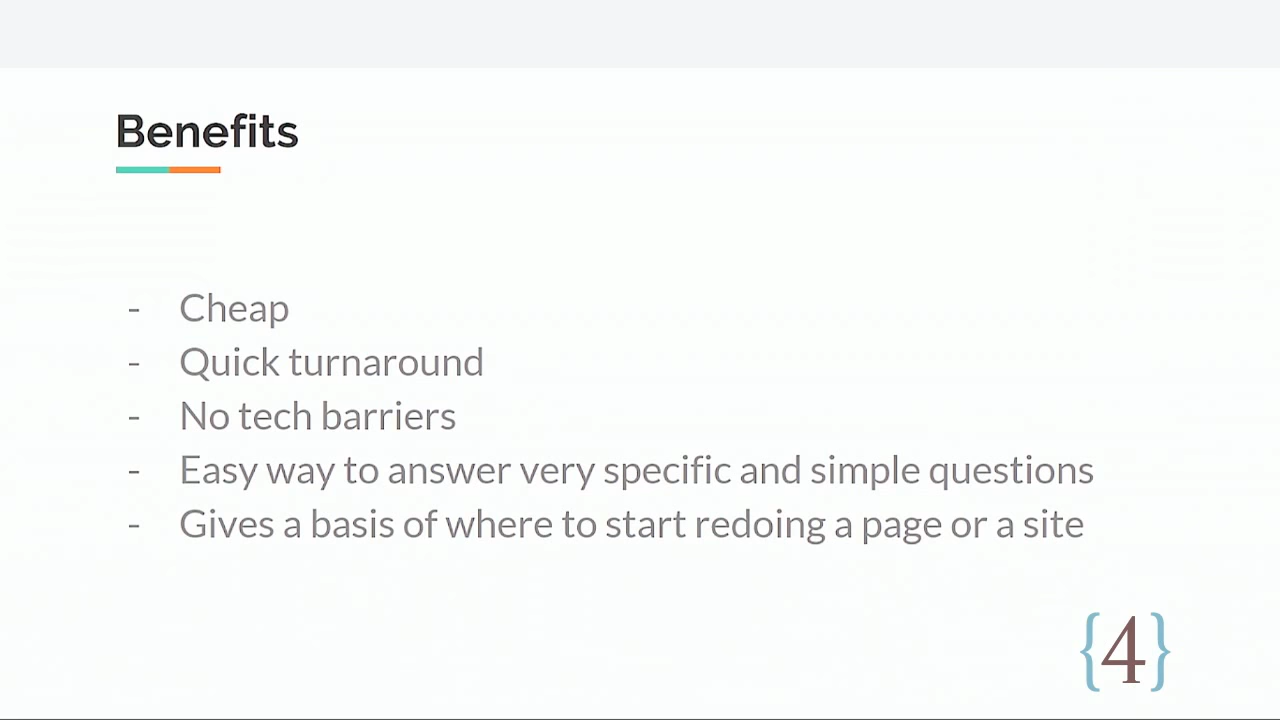 Benefits
- Cheap
- Quick turnaround
- No tech barriers
- Easy way to answer very specific and simple questions
- Gives a basis of where to start redoing a page or a site
{4}